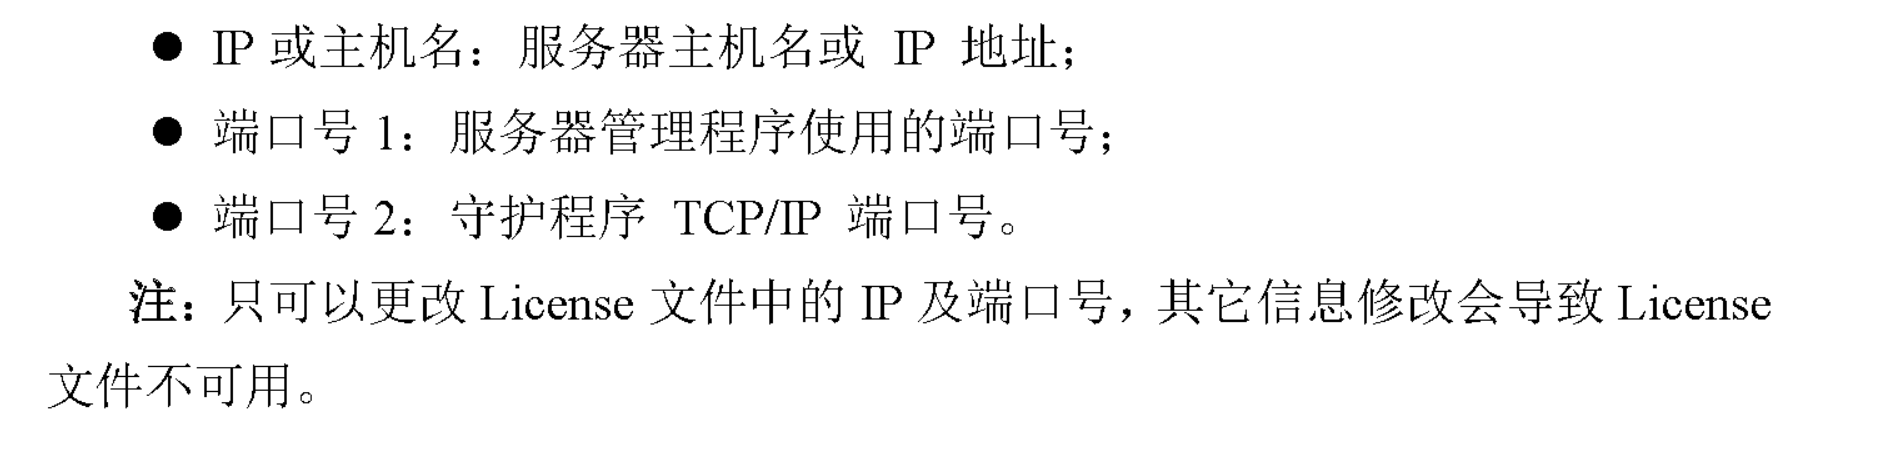 ● IP 或主机名：服务器主机名或 IP 地址；
● 端口号 1：服务器管理程序使用的端口号；
● 端口号 2：守护程序 TCP/IP 端口号。
注：只可以更改 License 文件中的 IP 及端口号，其它信息修改会导致 License
文件不可用。